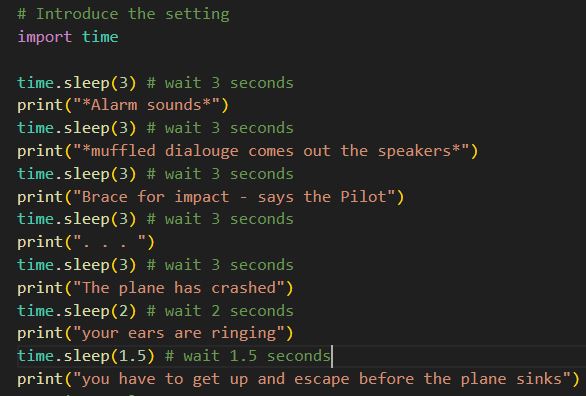 # Introduce the setting
import time
time.sleep(3) # wait 3 seconds
print("*Alarm sounds*")
time.sleep(3) # wait 3 seconds
print("*muffled dialouge comes out the speakers*")
time.sleep(3) # wait 3 seconds
print("Brace for impact - says the Pilot")
time.sleep(3) # wait 3 seconds
print(". . . ")
time.sleep(3) # wait 3 seconds
print("The plane has crashed")
time.sleep(2) # wait 2 seconds
print("your ears are ringing")
time.sleep(1.5) # wait 1.5 seconds
print("you have to get up and escape before the plane sinks")